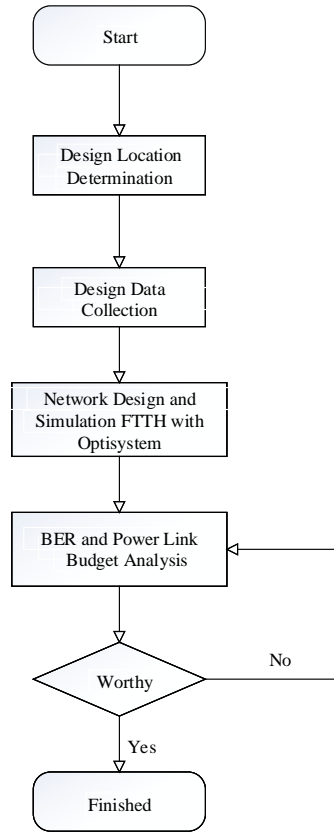 Start
Design Location
Determination
Design Data
Collection
Network Design and
Simulation FTTH with
Optisystem
BER and Power Link
Budget Analysis
No
Worthy
Yes
Finished